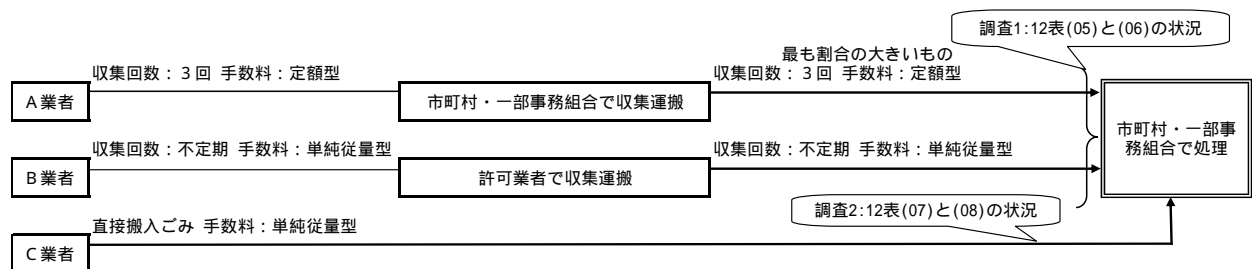 調査1:12表(05)と(06)の状況
最も割合の大きいもの
収集回数：３回 手数料：定額型
収集回数：３回 手数料：定額型
Ａ業者
市町村・一部事務組合で収集運搬
市町村・一部事
務組合で処理
収集回数：不定期 手数料：単純従量型
収集回数：不定期 手数料：単純従量型
Ｂ業者
許可業者で収集運搬
調査2:12表(07)と(08)の状況
直接搬入ごみ 手数料：単純従量型
Ｃ業者